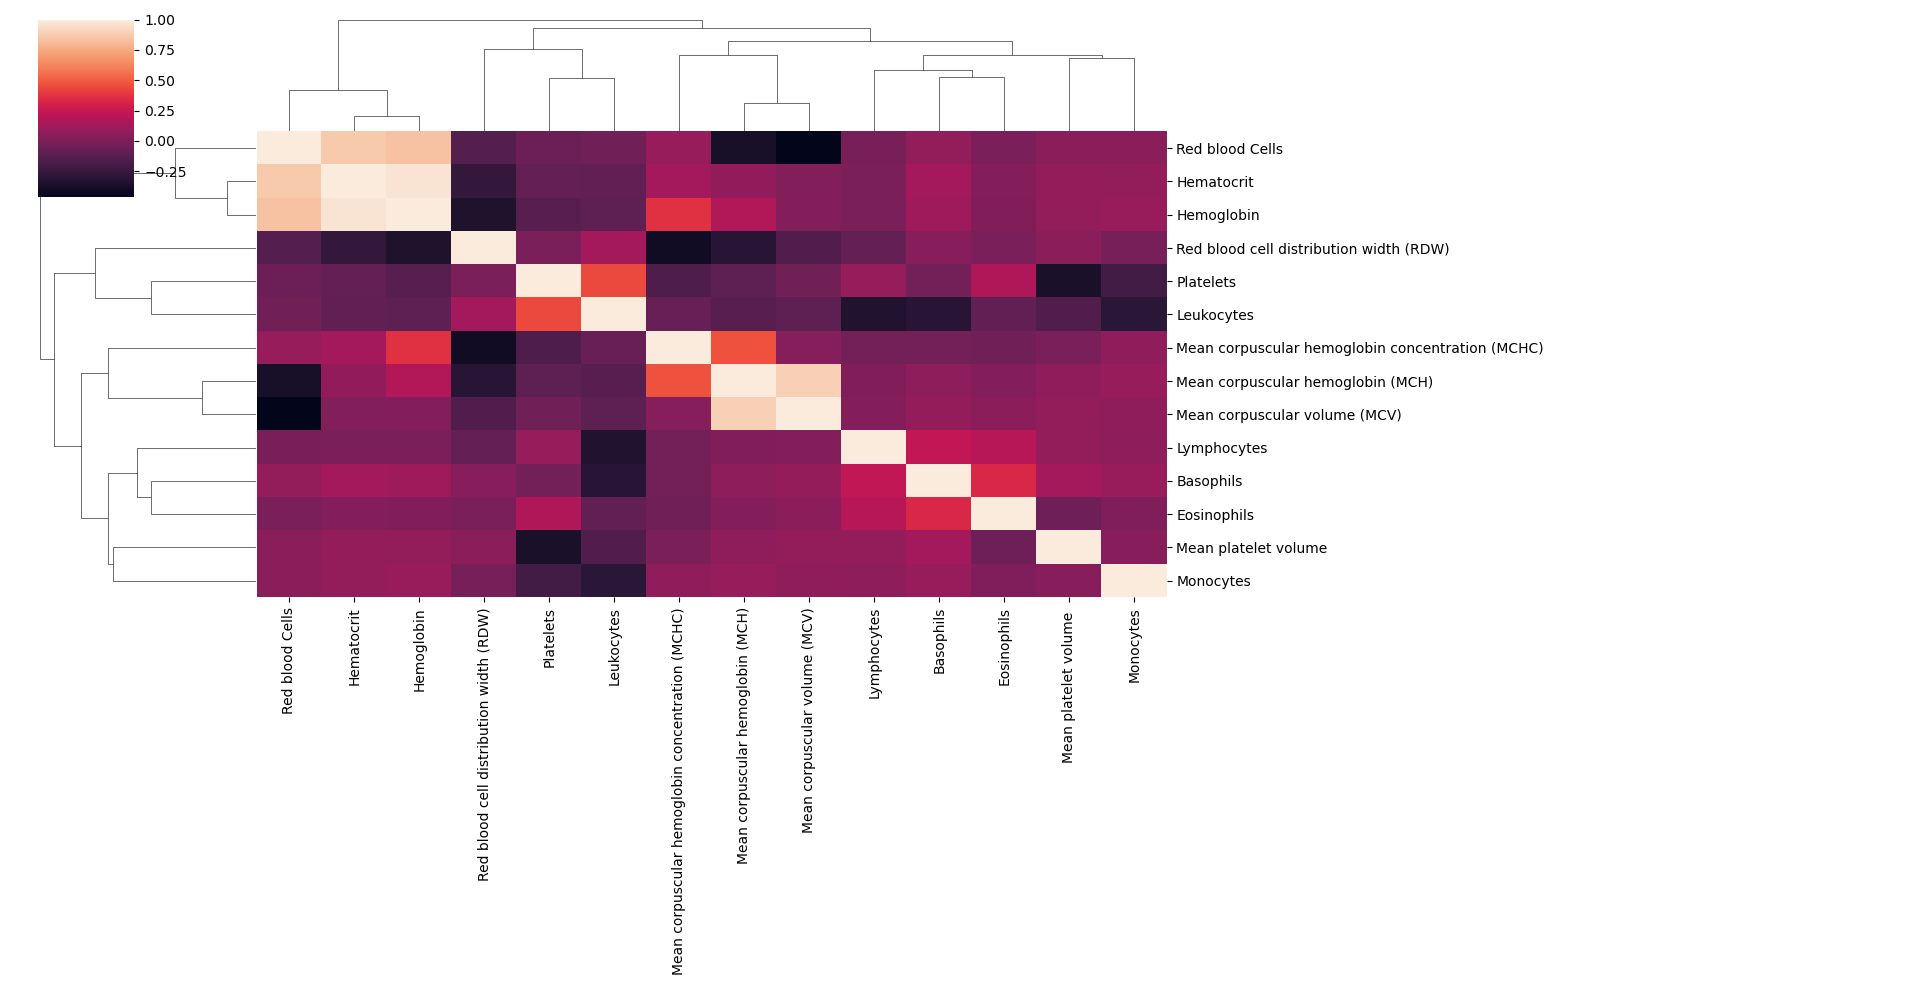 1.00
0.75
0.50
0.25
0.00
−0.25
Red blood Cells
Hematocrit
Hemoglobin
Red blood cell distribution width (RDW)
Platelets
Leukocytes
Mean corpuscular hemoglobin concentration (MCHC)
Mean corpuscular hemoglobin (MCH)
Mean corpuscular volume (MCV)
Lymphocytes
Basophils
Eosinophils
Mean platelet volume
Monocytes
Red blood Cells
Hematocrit
Hemoglobin
Red blood cell distribution width (RDW)
Platelets
Leukocytes
Mean corpuscular hemoglobin concentration (MCHC)
Mean corpuscular hemoglobin (MCH)
Mean corpuscular volume (MCV)
Lymphocytes
Basophils
Eosinophils
Mean platelet volume
Monocytes